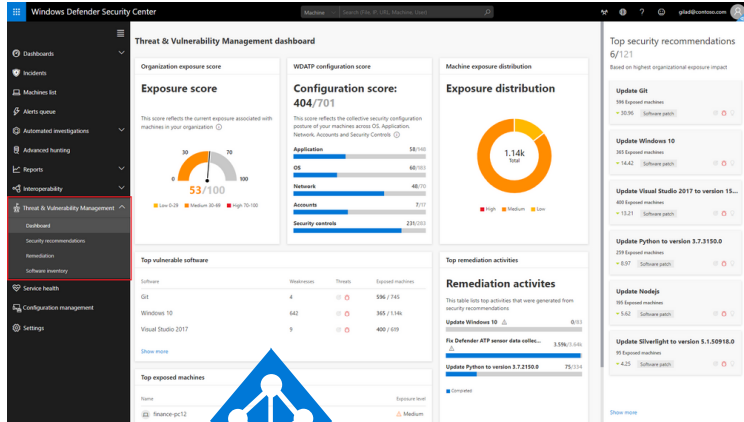 Windows Defender Security Center
Machine
Search (File, IP, URL, Machine, User)
?
gilad@contoso.com
Dashboards
Incidents
Machines list
Alerts queue
Automated investigations
Advanced hunting
Reports
Interoperability
Threat & Vulnerability Management
Dashboard
Security recommendations
Remediation
Software inventory
Service health
Configuration management
Settings
Threat & Vulnerability Management dashboard
Organization exposure score
Exposure score
This score reflects the current exposure associated with
machines in your organization
30
70
0
100
53/100
Low 0-29
Medium 30-69
High 70-100
WDATP configuration score
Configuration score:
404/701
This score reflects the collective security configuration
posture of your machines across OS, Application,
Network, Accounts and Security Controls
Application
OS
Network
40/70
Accounts
7/17
Security controls
Machine exposure distribution
Exposure distribution
1.14k
Total
High
Medium
Low
Top vulnerable software
Software
Weaknesses
Threats
Exposed machines
Git
4
596 / 745
Windows 10
642
365 / 1.14k
Visual Studio 2017
9
400 / 619
Show more
Top exposed machines
Name
Exposure level
finance-pc12
Medium
Top remediation activities
Remediation activites
This table lists top activities that were generated from
security recommendations
Update Windows 10
Fix Defender ATP sensor data collec...
3.59k/3.64k
Update Python to version 3.7.2150.0
75/334
Completed
Top security recommendations
6/121
Based on highest organizational exposure impact
Update Git
596 Exposed machines
30.96
Software patch
Update Windows 10
365 Exposed machines
14.42
Software patch
Update Visual Studio 2017 to version 15...
400 Exposed machines
13.21
Software patch
Update Python to version 3.7.3150.0
259 Exposed machines
8.97
Software patch
Update Nodejs
195 Exposed machines
5.62
Software patch
Update Silverlight to version 5.1.50918.0
95 Exposed machines
4.25
Software patch
Show more